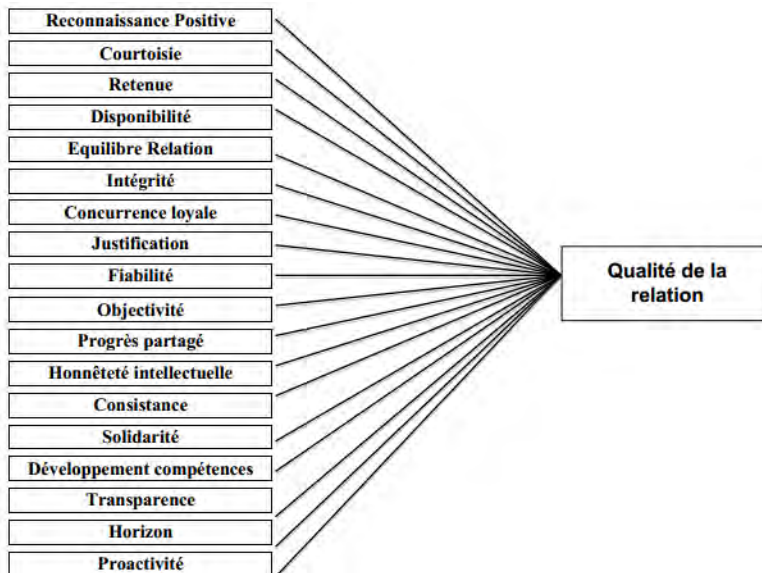 Reconnaissance Positive
Courtoisie
Retenue
Disponibilité
Equilibre Relation
Intégrité
Concurrence loyale
Justification
Fiabilité
Objectivité
Progrès partagé
Honnêteté intellectuelle
Consistance
Solidarité
Développement compétences
Transparence
Horizon
Proactivité
Qualité de la
relation